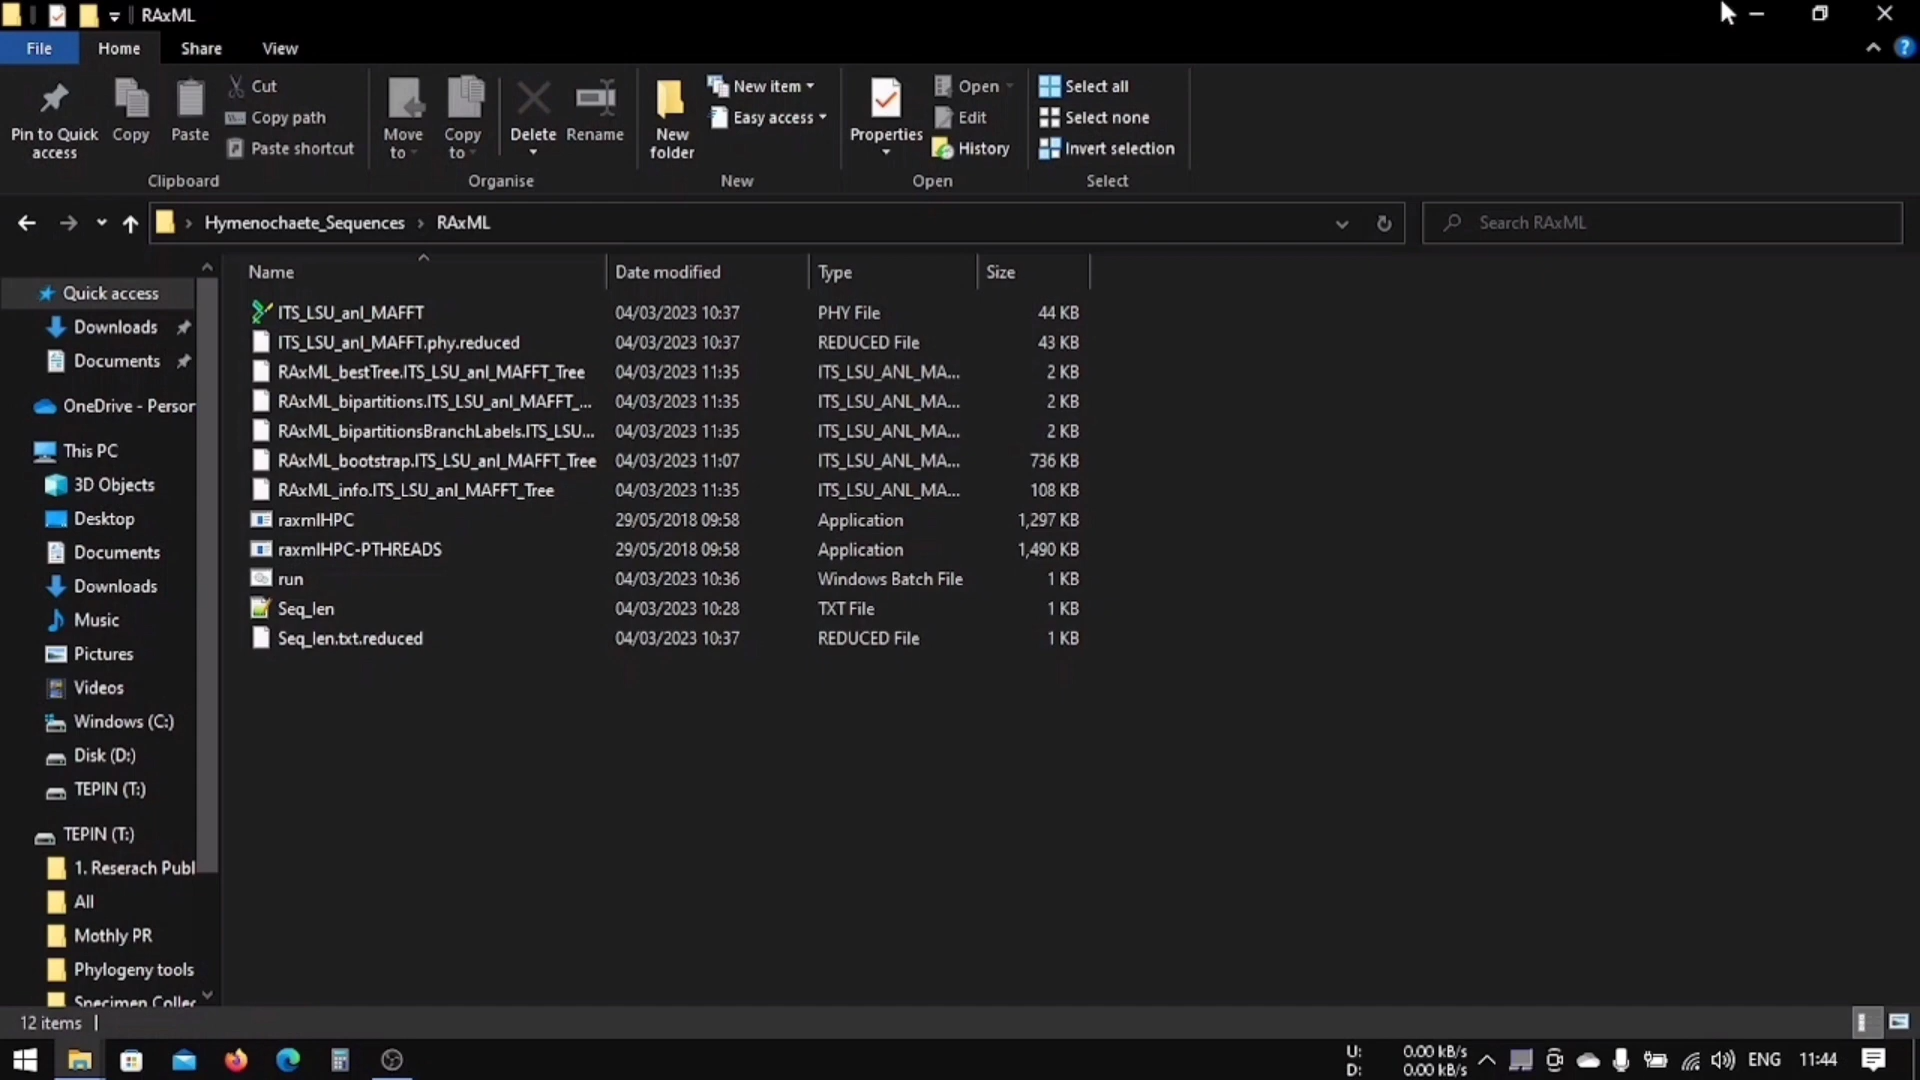 RAxML
File Home Share View
Pin to Quick access
Copy
Paste
Cut
Copy path
Paste shortcut
Clipboard
Move to
Copy to
Delete
Rename
Organise
New folder
New item
Easy access
New
Properties
Open
Edit
History
Open
Select all
Select none
Invert selection
Select
Hymenochaete_Sequences › RAxML
Search RAxML
Quick access
Downloads
Documents
OneDrive - Person
This PC
3D Objects
Desktop
Documents
Downloads
Music
Pictures
Videos
Windows (C:)
Disk (D:)
TEPIN (T:)
TEPIN (T:)
1. Reserach Publ
All
Mothly PR
Phylogeny tools
Specimen Collec
Name Date modified Type Size
ITS_LSU_anl_MAFFT 04/03/2023 10:37 PHY File 44 KB
ITS_LSU_anl_MAFFT.phy.reduced 04/03/2023 10:37 REDUCED File 43 KB
RAxML_bestTree.ITS_LSU_anl_MAFFT_Tree 04/03/2023 11:35 ITS_LSU_ANL_MA... 2 KB
RAxML_bipartitions.ITS_LSU_anl_MAFFT_... 04/03/2023 11:35 ITS_LSU_ANL_MA... 2 KB
RAxML_bipartitionsBranchLabels.ITS_LSU... 04/03/2023 11:35 ITS_LSU_ANL_MA... 2 KB
RAxML_bootstrap.ITS_LSU_anl_MAFFT_Tree 04/03/2023 11:07 ITS_LSU_ANL_MA... 736 KB
RAxML_info.ITS_LSU_anl_MAFFT_Tree 04/03/2023 11:35 ITS_LSU_ANL_MA... 108 KB
raxmlHPC 29/05/2018 09:58 Application 1,297 KB
raxmlHPC-PTHREADS 29/05/2018 09:58 Application 1,490 KB
run 04/03/2023 10:36 Windows Batch File 1 KB
Seq_len 04/03/2023 10:28 TXT File 1 KB
Seq_len.txt.reduced 04/03/2023 10:37 REDUCED File 1 KB
12 items
U: 0.00 kB/s
D: 0.00 kB/s
ENG
11:44